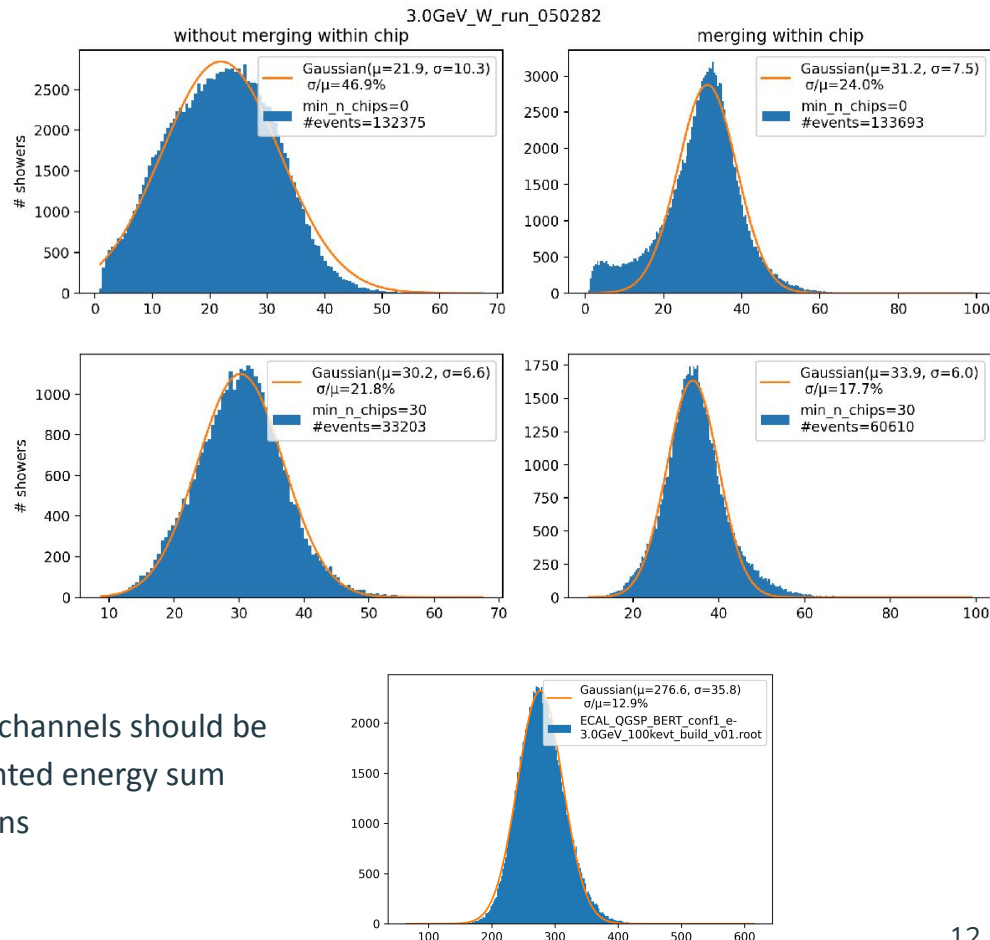 3.0GeV_W_run_050282
without merging within chip
merging within chip
# showers
2500
2000
1500
1000
500
0
Gaussian(μ=21.9, σ=10.3)
σ/μ=46.9%
min_n_chips=0
#events=132375
0 10 20 30 40 50 60 70
3000
2500
2000
1500
1000
500
0
Gaussian(μ=31.2, σ=7.5)
σ/μ=24.0%
min_n_chips=0
#events=133693
0 20 40 60 80 100
# showers
1000
800
600
400
200
0
Gaussian(μ=30.2, σ=6.6)
σ/μ=21.8%
min_n_chips=30
#events=33203
10 20 30 40 50 60 70
1750
1500
1250
1000
750
500
250
0
Gaussian(μ=33.9, σ=6.0)
σ/μ=17.7%
min_n_chips=30
#events=60610
20 40 60 80 100
channels should be
nted energy sum
ns
2000
1500
1000
500
0
Gaussian(μ=276.6, σ=35.8)
σ/μ=12.9%
ECAL_QGSP_BERT_conf1_e-
3.0GeV_100kevt_build_v01.root
100 200 300 400 500 600
12